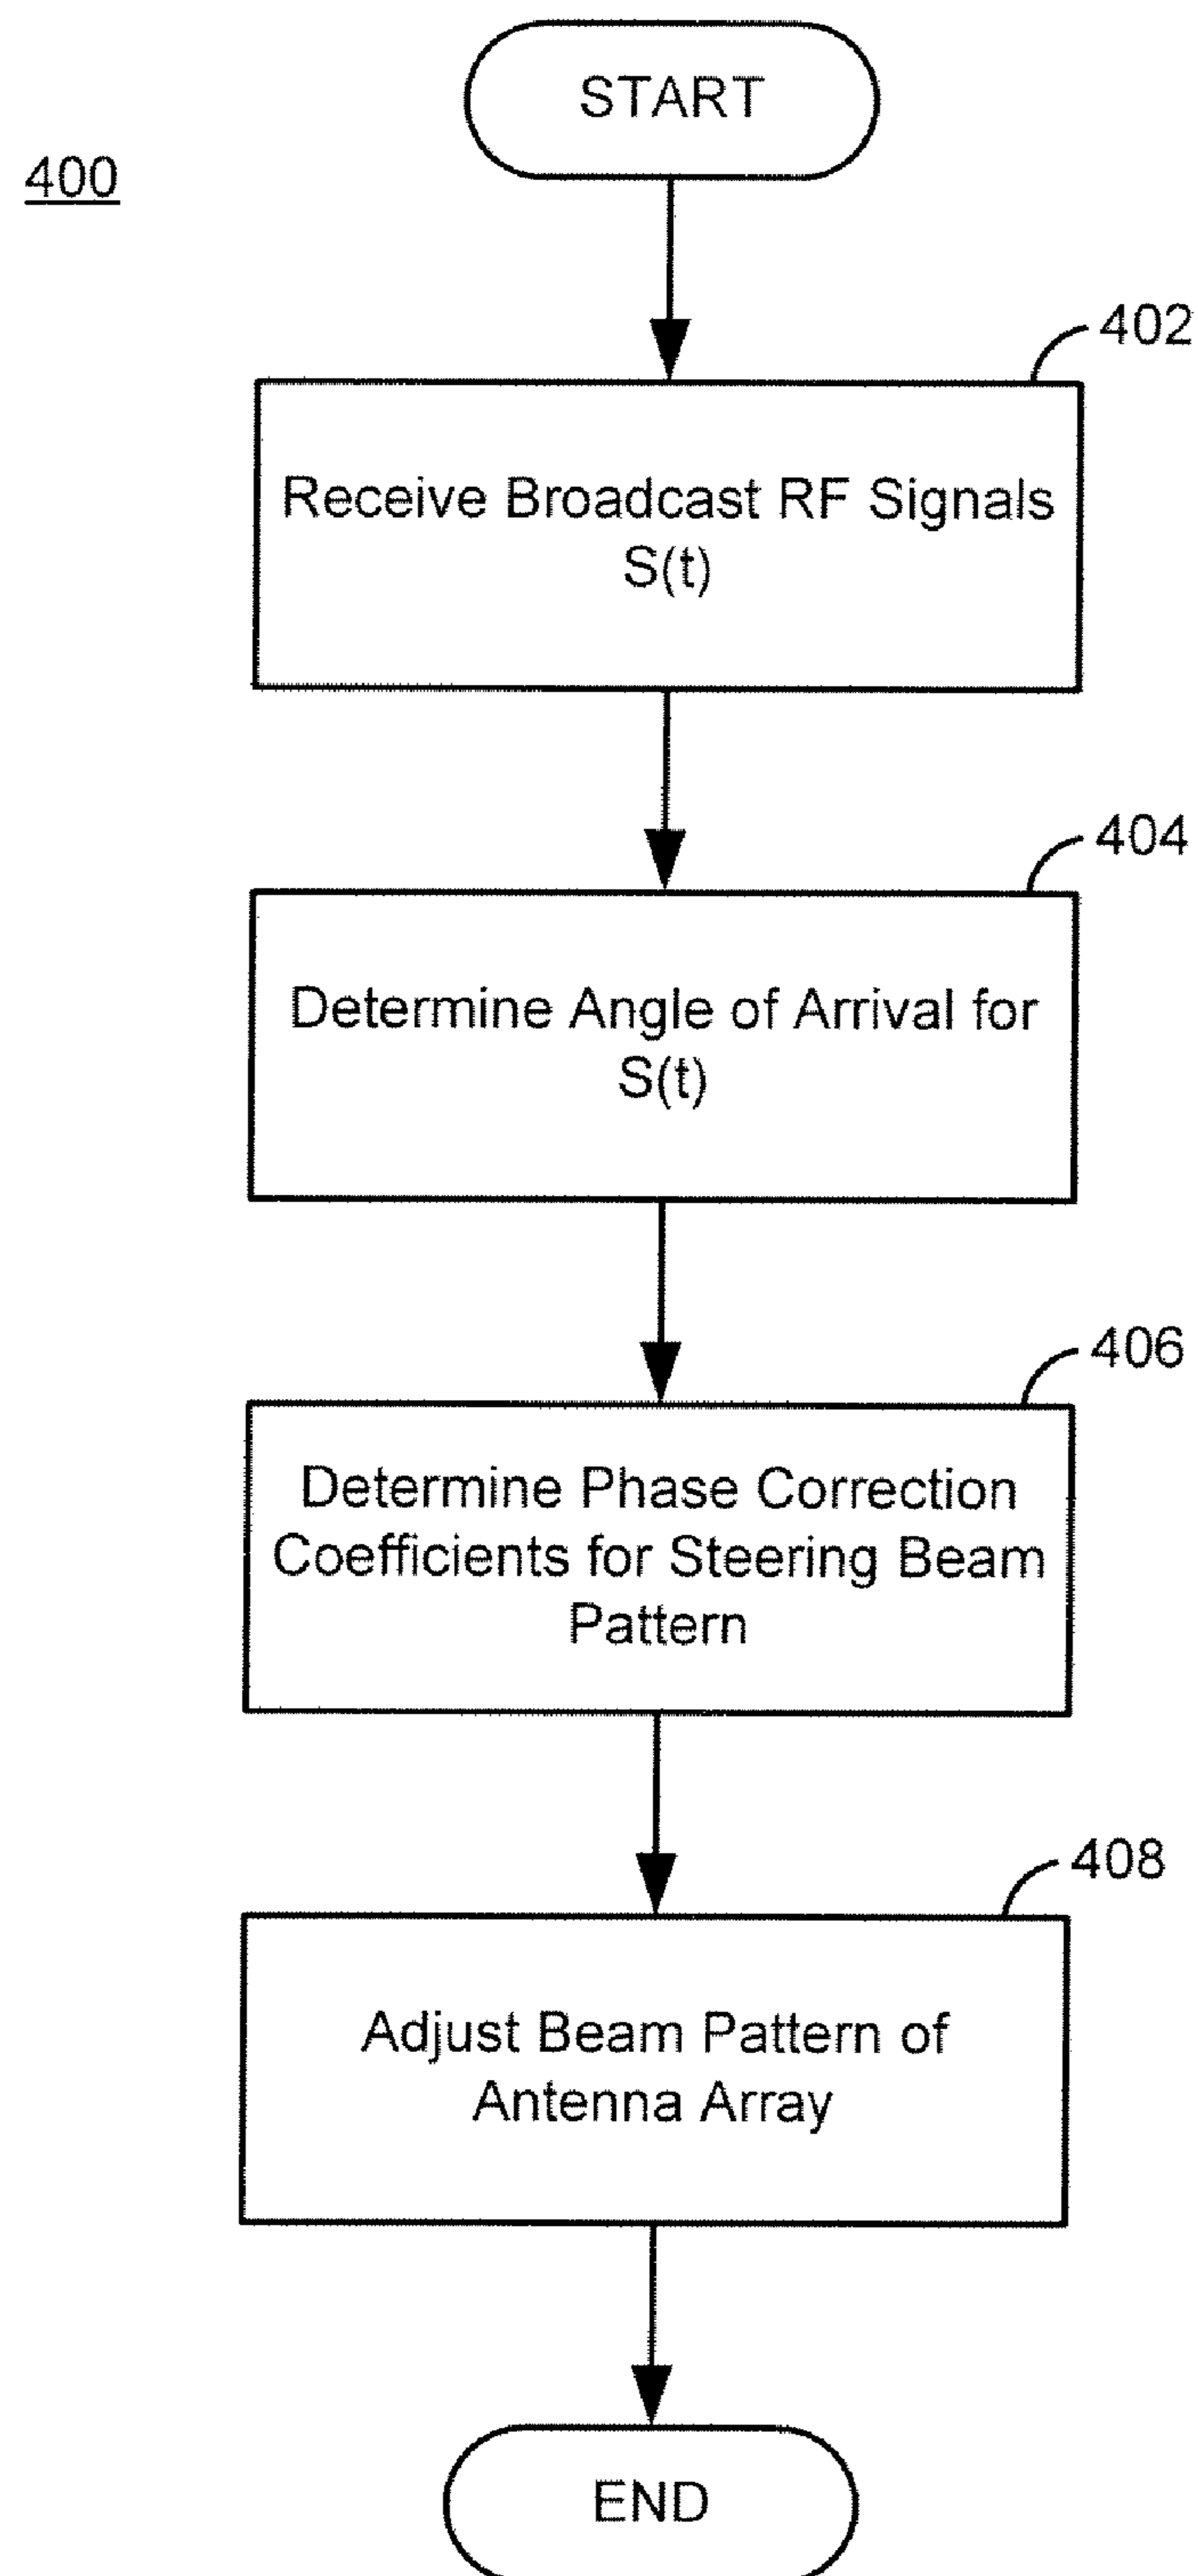 START
400
402
Receive Broadcast RF Signals
S(t)
404
Determine Angle of Arrival for
S(t)
406
Determine Phase Correction
Coefficients for Steering Beam
Pattern
408
Adjust Beam Pattern of
Antenna Array
END